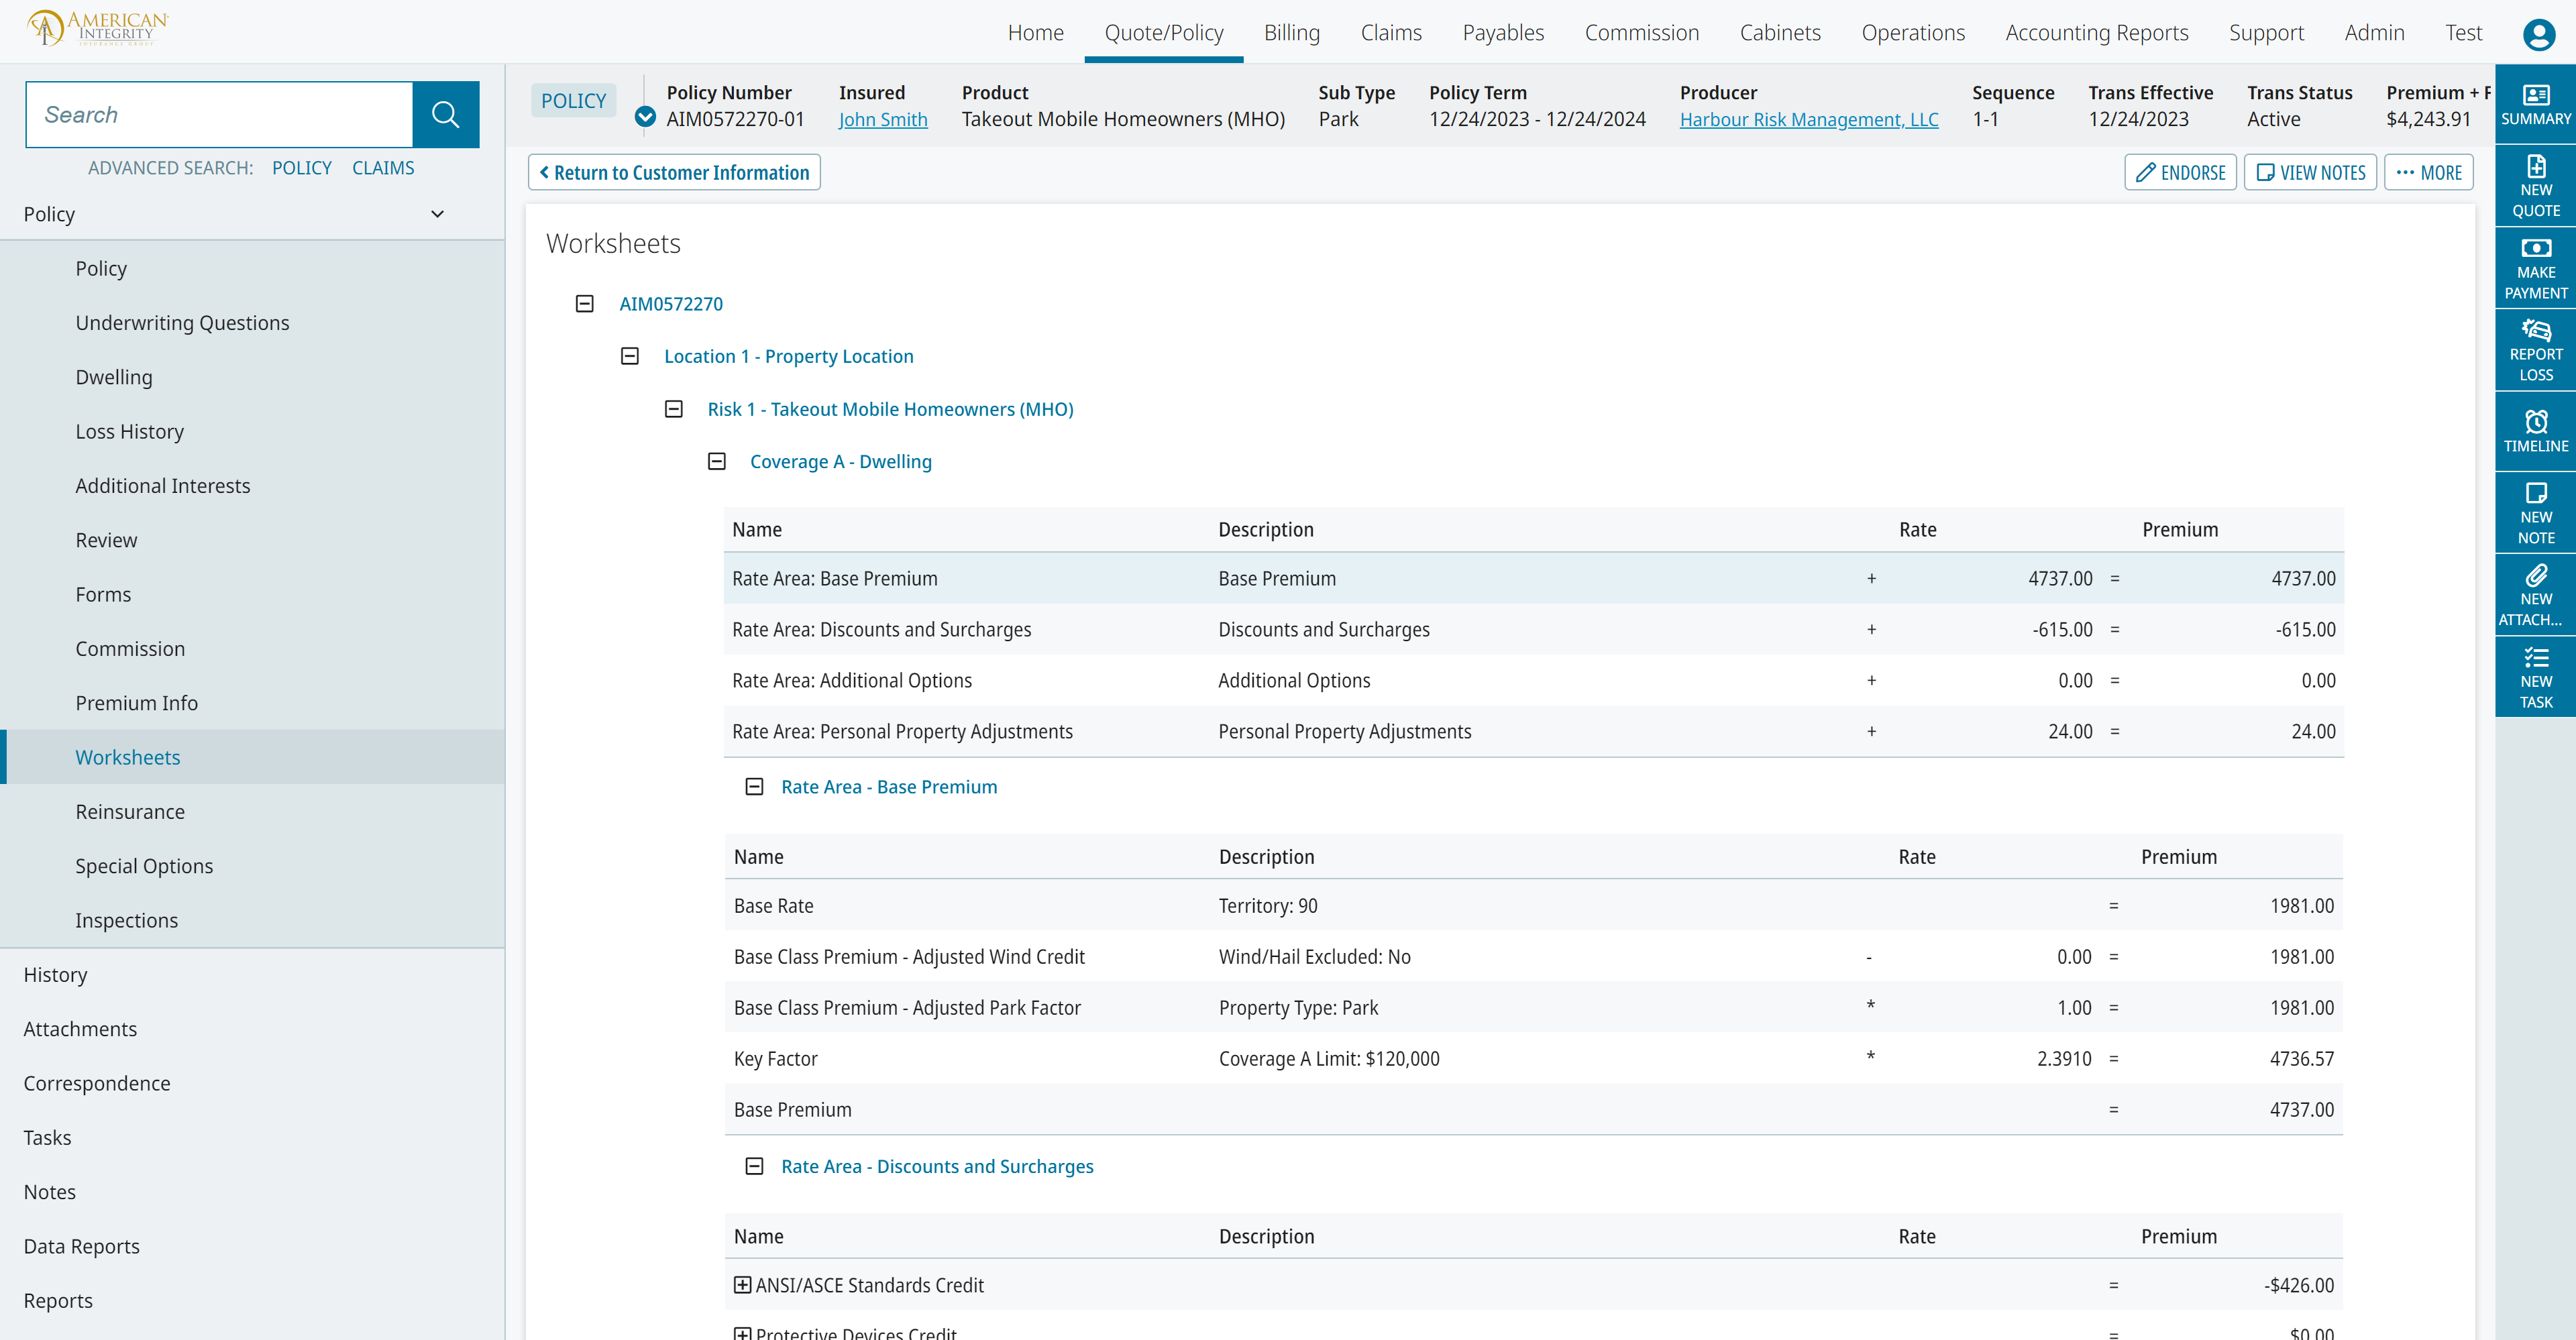 AMERICAN
INTEGRITY
INSURANCE GROUP
Home Quote/Policy Billing Claims Payables Commission Cabinets Operations Accounting Reports Support Admin Test
Search
ADVANCED SEARCH: POLICY CLAIMS
Policy
Policy
Underwriting Questions
Dwelling
Loss History
Additional Interests
Review
Forms
Commission
Premium Info
Worksheets
Reinsurance
Special Options
Inspections
History
Attachments
Correspondence
Tasks
Notes
Data Reports
Reports
POLICY
Policy Number Insured Product Sub Type Policy Term Producer Sequence Trans Effective Trans Status Premium + F
AIM0572270-01 John Smith Takeout Mobile Homeowners (MHO) Park 12/24/2023 - 12/24/2024 Harbour Risk Management, LLC 1-1 12/24/2023 Active $4,243.91
Return to Customer Information
ENDORSE VIEW NOTES ... MORE
Worksheets
AIM0572270
Location 1 - Property Location
Risk 1 - Takeout Mobile Homeowners (MHO)
Coverage A - Dwelling
Name Description Rate Premium
Rate Area: Base Premium Base Premium + 4737.00 = 4737.00
Rate Area: Discounts and Surcharges Discounts and Surcharges + -615.00 = -615.00
Rate Area: Additional Options Additional Options + 0.00 = 0.00
Rate Area: Personal Property Adjustments Personal Property Adjustments + 24.00 = 24.00
Rate Area - Base Premium
Name Description Rate Premium
Base Rate Territory: 90 = 1981.00
Base Class Premium - Adjusted Wind Credit Wind/Hail Excluded: No - 0.00 = 1981.00
Base Class Premium - Adjusted Park Factor Property Type: Park * 1.00 = 1981.00
Key Factor Coverage A Limit: $120,000 * 2.3910 = 4736.57
Base Premium = 4737.00
Rate Area - Discounts and Surcharges
Name Description Rate Premium
ANSI/ASCE Standards Credit = -$426.00
Protective Devices Credit = $0.00
SUMMARY
NEW
QUOTE
MAKE
PAYMENT
REPORT
LOSS
TIMELINE
NEW
NOTE
NEW
ATTACH...
NEW
TASK